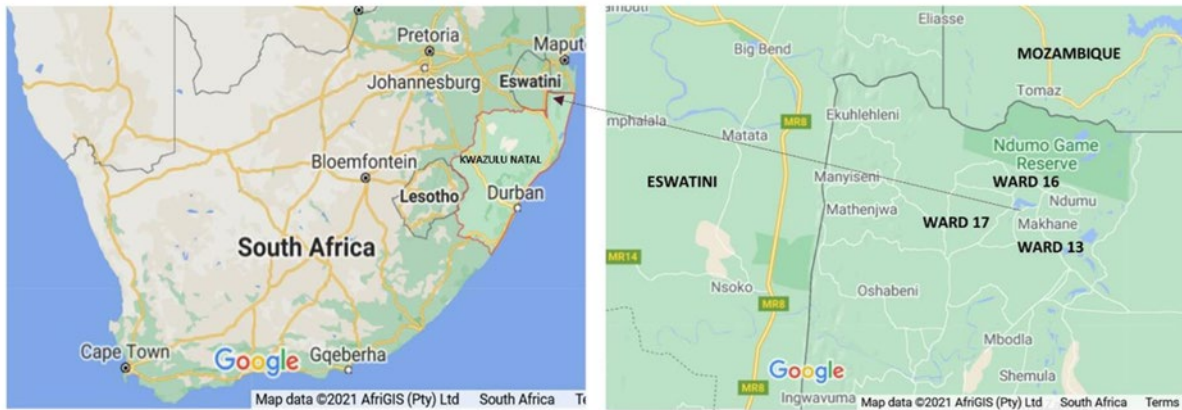 Pretoria
Maputo
Johannesburg
Eswatini
KWAZULU NATAL
Bloemfontein
Lesotho
Durban
South Africa
Cape Town
Google
Gqeberha
Map data ©2021 AfriGIS (Pty) Ltd South Africa
Eliasse
Big Bend
MOZAMBIQUE
Tomaz
Ekuhlehleni
MR8
Matata
Ndumo Game
Reserve
ESWATINI
Manyiseni
WARD 16
Ndumu
Mathenjwa
WARD 17
Makhane
WARD 13
MR14
Nsoko
Oshabeni
MR8
Mbodla
Google
Shemula
MR8
Ingwavuma
Map data ©2021 AfriGIS (Pty) Ltd South Africa Terms